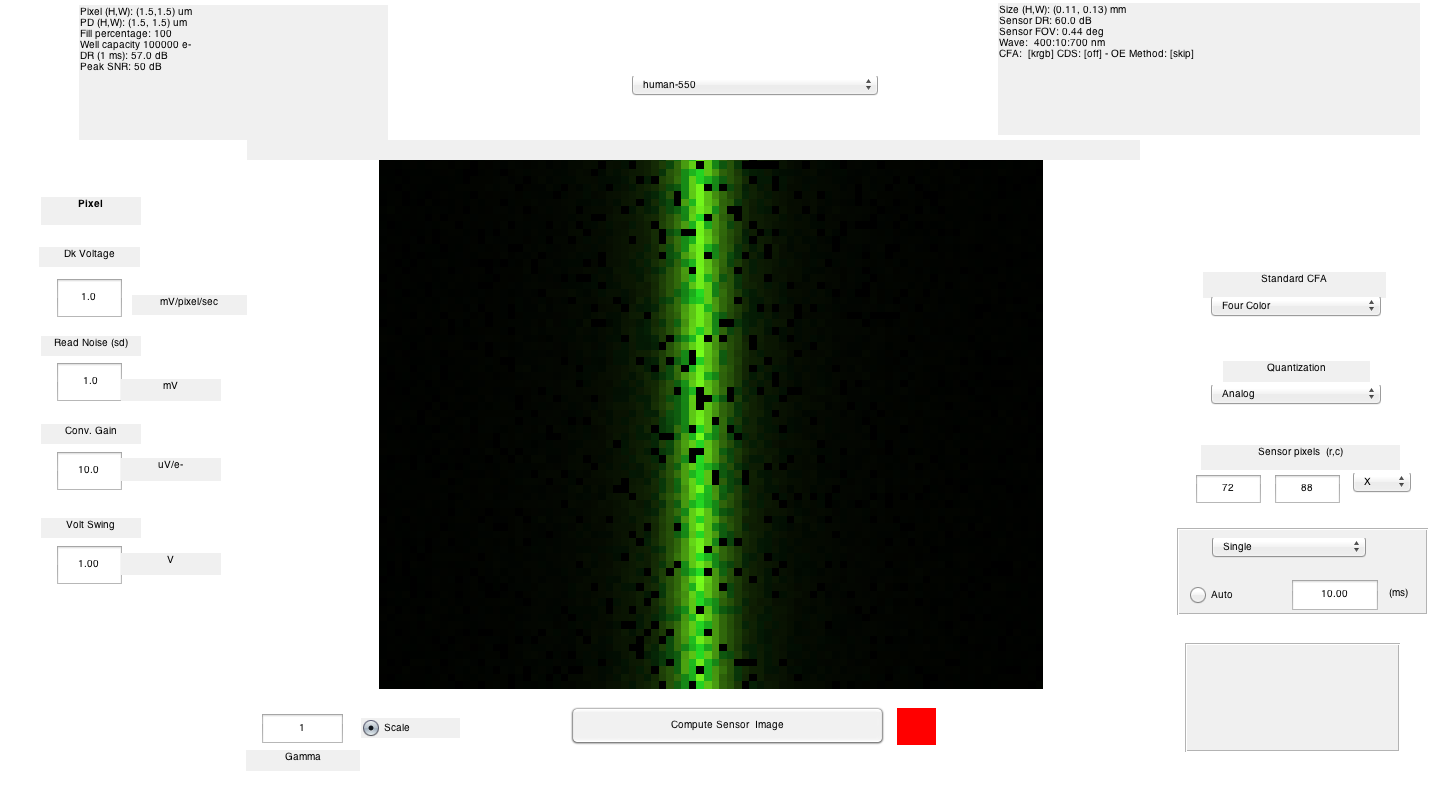 Pixel (H,W): (1.5,1.5) um
PD (H,W): (1.5, 1.5) um
Fill percentage: 100
Well capacity 100000 e-
DR (1 ms): 57.0 dB
Peak SNR: 50 dB
human-550
Size (H,W): (0.11, 0.13) mm
Sensor DR: 60.0 dB
Sensor FOV: 0.44 deg
Wave: 400:10:700 nm
CFA: [krgb] CDS: [off] - OE Method: [skip]
Pixel
Dk Voltage
1.0
mV/pixel/sec
Read Noise (sd)
1.0
mV
Conv. Gain
10.0
uV/e-
Volt Swing
1.00
V
Standard CFA
Four Color
Quantization
Analog
Sensor pixels (r,c)
72
88
X
Single
Auto
10.00
(ms)
1
Scale
Gamma
Compute Sensor Image